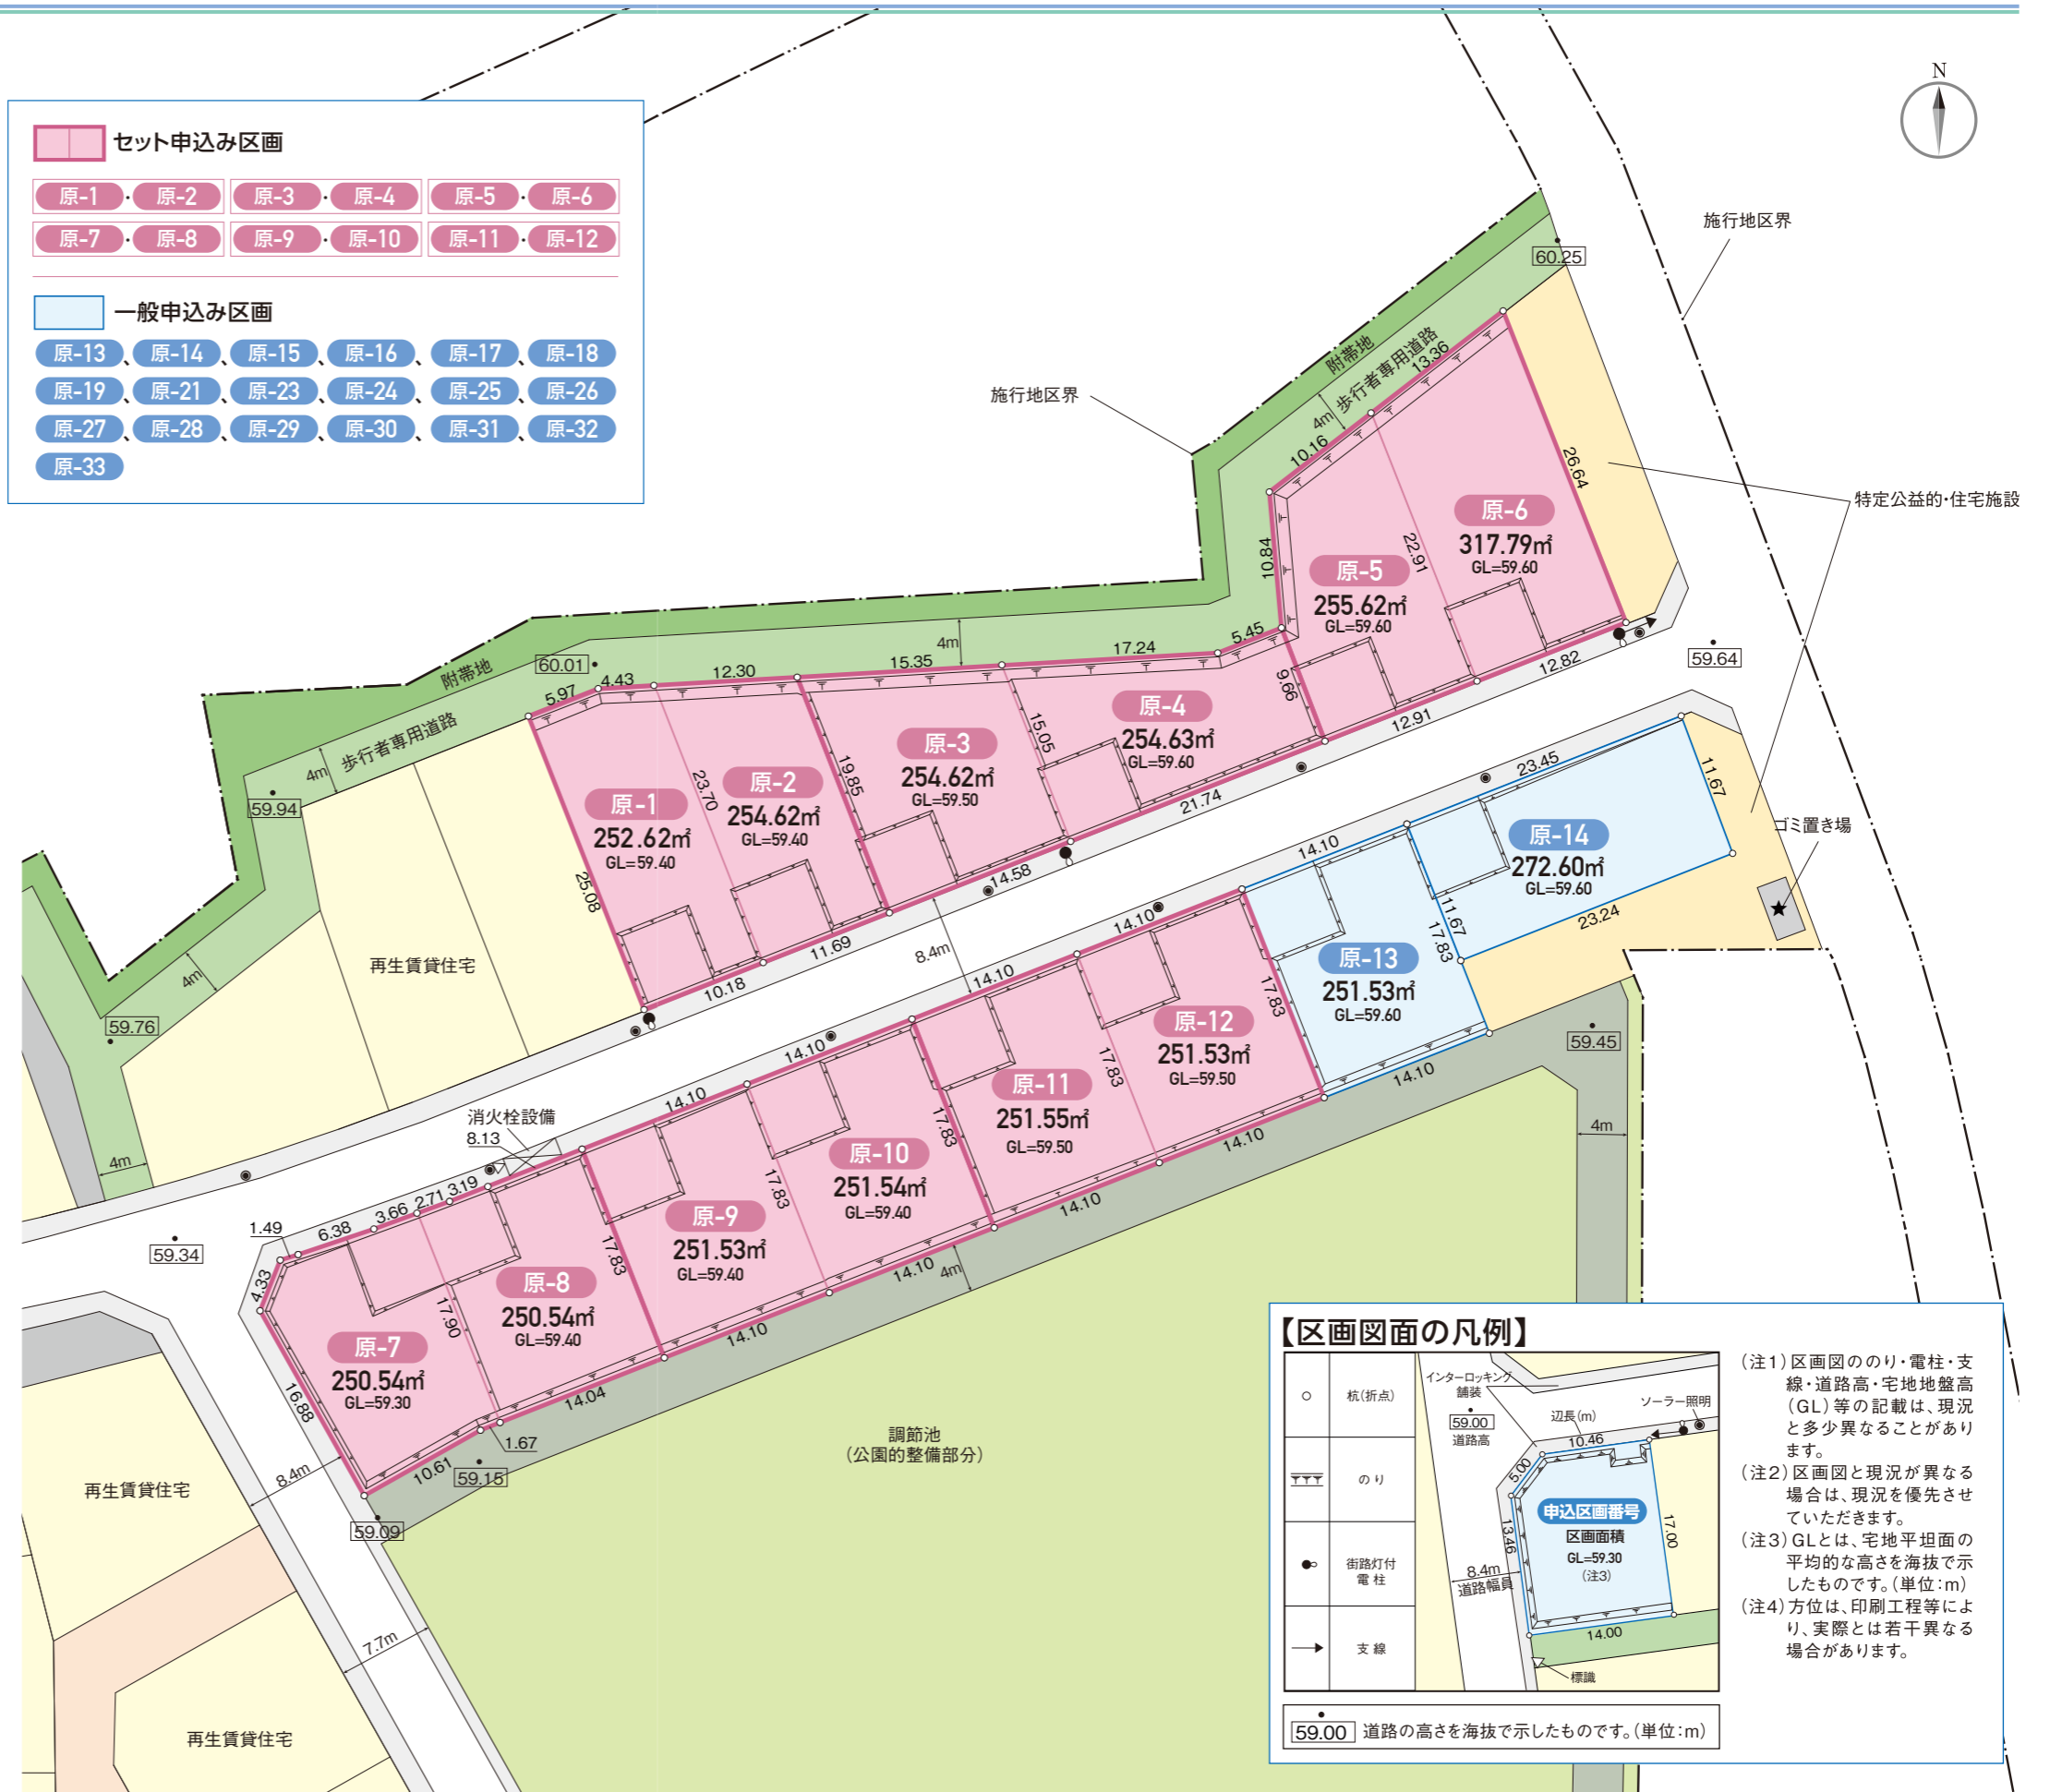 セット申込み区画
原-1・原-2 原-3・原-4 原-5・原-6
原-7・原-8 原-9・原-10 原-11・原-12
一般申込み区画
原-13、原-14、原-15、原-16、原-17、原-18
原-19、原-21、原-23、原-24、原-25、原-26
原-27、原-28、原-29、原-30、原-31、原-32
原-33
N
施行地区界
60.25
附帯地
歩行者専用道路
13.36
4m
10.16
施行地区界
26.64
特定公益的・住宅施設
原-6
317.79㎡
GL=59.60
22.91
10.84
原-5
255.62㎡
GL=59.60
12.82
59.64
12.91
9.66
5.45
17.24
4m
15.35
12.30
4.43
5.97
60.01
附帯地
歩行者専用道路
4m
59.94
原-4
254.63㎡
GL=59.60
15.05
21.74
原-3
254.62㎡
GL=59.50
19.85
14.58
原-2
254.62㎡
GL=59.40
23.70
11.69
原-1
252.62㎡
GL=59.40
25.08
10.18
8.4m
再生賃貸住宅
4m
59.76
4m
23.45
11.67
ゴミ置き場
原-14
272.60㎡
GL=59.60
23.24
11.67
17.83
14.10
原-13
251.53㎡
GL=59.60
14.10
59.45
4m
14.10
17.83
原-12
251.53㎡
GL=59.50
14.10
14.10
17.83
原-11
251.55㎡
GL=59.50
14.10
14.10
17.83
原-10
251.54㎡
GL=59.40
14.10
4m
14.10
17.83
原-9
251.53㎡
GL=59.40
14.10
消火栓設備
8.13
17.83
原-8
250.54㎡
GL=59.40
14.04
1.67
3.19
2.71
3.66
6.38
1.49
4.33
17.90
原-7
250.54㎡
GL=59.30
16.88
10.61
59.15
59.09
59.34
8.4m
7.7m
再生賃貸住宅
再生賃貸住宅
調節池
(公園的整備部分)
【区画図面の凡例】
杭(折点)
のり
街路灯付
電柱
支線
インターロッキング
舗装
59.00
道路高
辺長(m)
ソーラー照明
10.46
5.00
13.46
17.00
申込区画番号
区画面積
GL=59.30
(注3)
8.4m
道路幅員
14.00
標識
59.00 道路の高さを海抜で示したものです。(単位:m)
(注1)区画図ののり・電柱・支
線・道路高・宅地地盤高
(GL)等の記載は、現況
と多少異なることがあり
ます。
(注2)区画図と現況が異なる
場合は、現況を優先させ
ていただきます。
(注3)GLとは、宅地平坦面の
平均的な高さを海抜で示
したものです。(単位:m)
(注4)方位は、印刷工程等によ
り、実際とは若干異なる
場合があります。